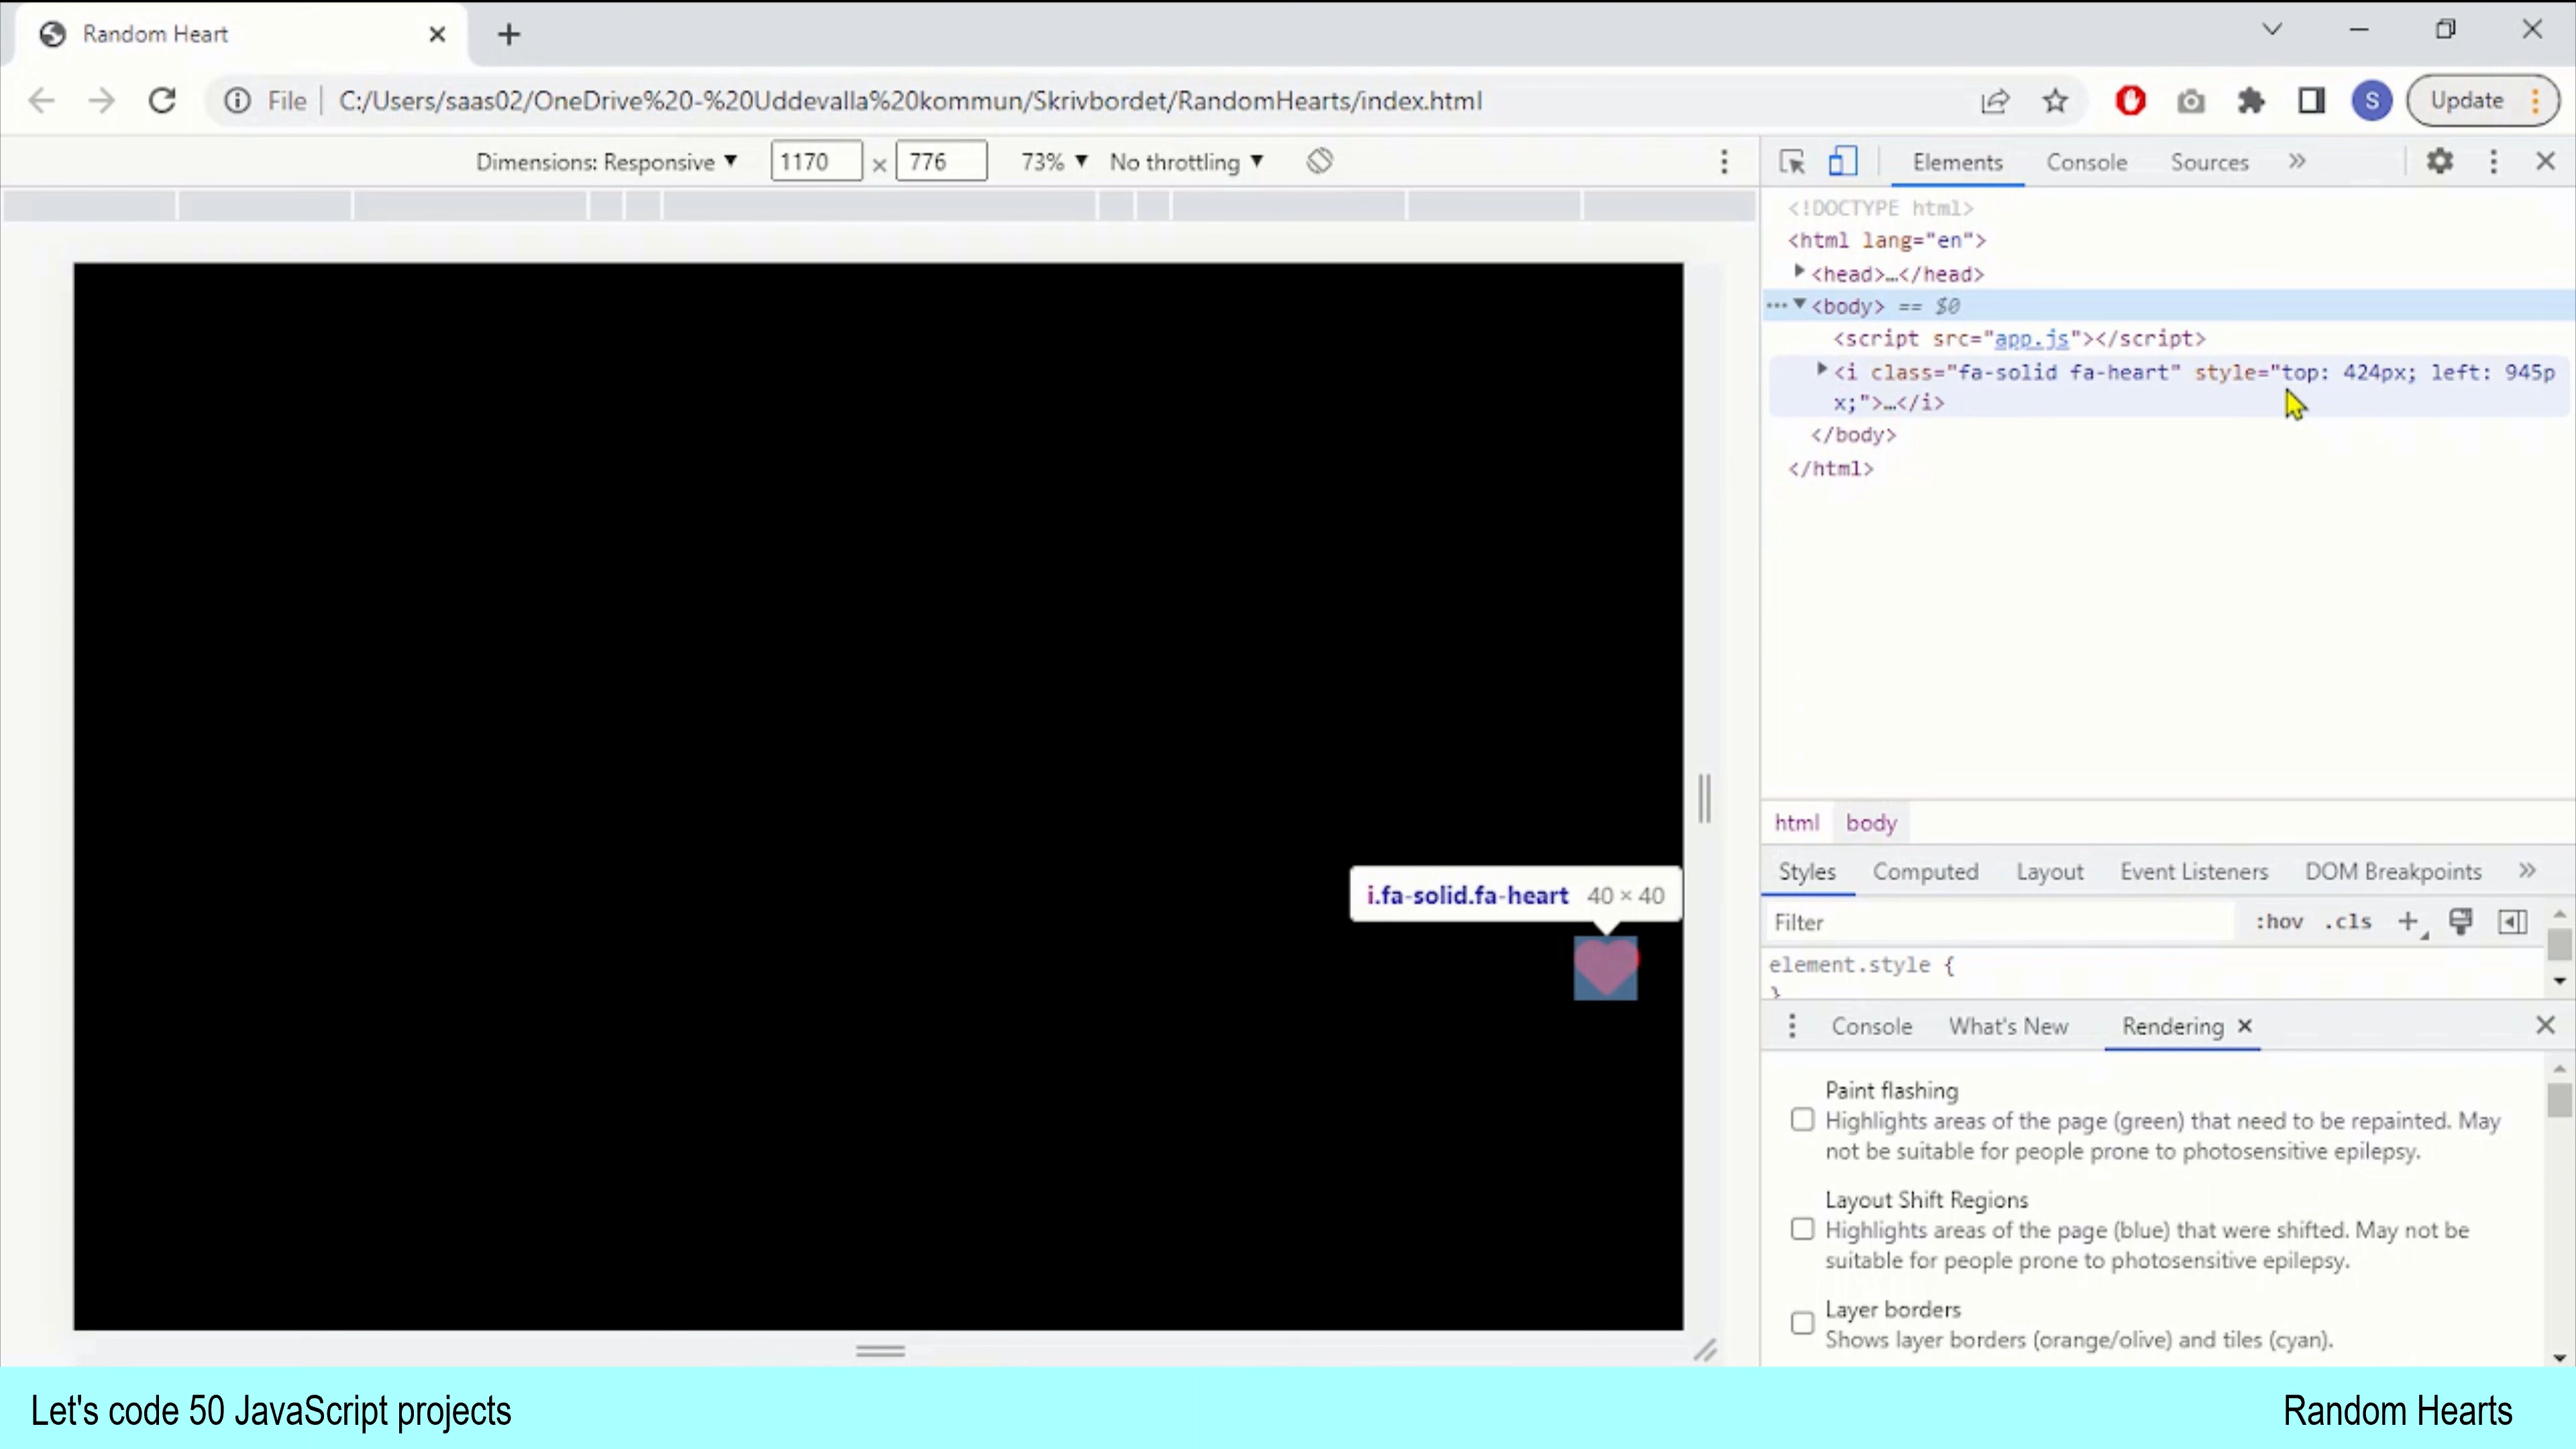 Random Heart
File
C:/Users/saas02/OneDrive%20-%20Uddevalla%20kommun/Skrivbordet/RandomHearts/index.html
S
Update
Dimensions: Responsive
1170 × 776
73%
No throttling
Elements
Console
Sources
<!DOCTYPE html>
<html lang="en">
<head>…</head>
<body> == $0
<script src="app.js"></script>
<i class="fa-solid fa-heart" style="top: 424px; left: 945p
x;">…</i>
</body>
</html>
i.fa-solid.fa-heart 40 × 40
html body
Styles
Computed
Layout
Event Listeners
DOM Breakpoints
Filter
:hov .cls
element.style {
}
Console
What's New
Rendering
Paint flashing
Highlights areas of the page (green) that need to be repainted. May
not be suitable for people prone to photosensitive epilepsy.
Layout Shift Regions
Highlights areas of the page (blue) that were shifted. May not be
suitable for people prone to photosensitive epilepsy.
Layer borders
Shows layer borders (orange/olive) and tiles (cyan).
Let's code 50 JavaScript projects
Random Hearts